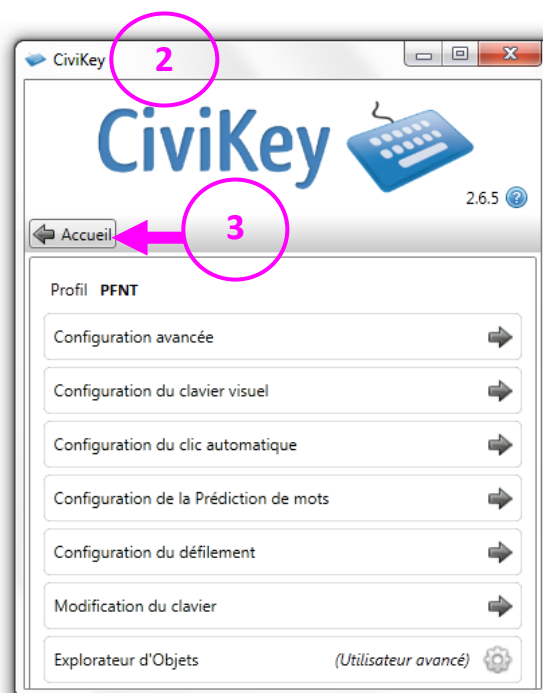 CiviKey
2
CiviKey
2.6.5
Accueil
3
Profil PFNT
Configuration avancée
Configuration du clavier visuel
Configuration du clic automatique
Configuration de la Prédiction de mots
Configuration du défilement
Modification du clavier
Explorateur d'Objets (Utilisateur avancé)